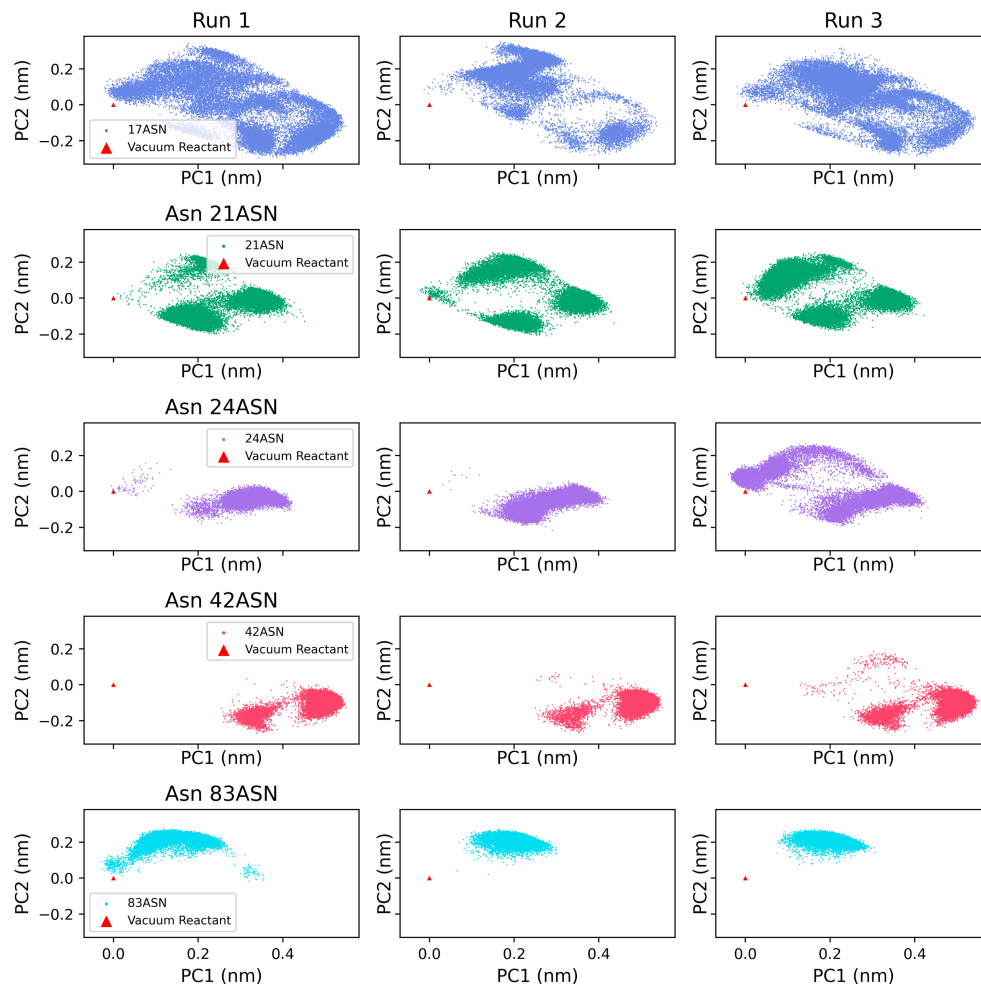 Run 1
Run 2
Run 3
PC2 (nm)
0.2
0.0
−0.2
17ASN
Vacuum Reactant
PC1 (nm)
PC2 (nm)
PC1 (nm)
PC2 (nm)
PC1 (nm)
Asn 21ASN
PC2 (nm)
0.2
0.0
−0.2
21ASN
Vacuum Reactant
PC1 (nm)
PC2 (nm)
PC1 (nm)
PC2 (nm)
PC1 (nm)
Asn 24ASN
PC2 (nm)
0.2
0.0
−0.2
24ASN
Vacuum Reactant
PC1 (nm)
PC2 (nm)
PC1 (nm)
PC2 (nm)
PC1 (nm)
Asn 42ASN
PC2 (nm)
0.2
0.0
−0.2
42ASN
Vacuum Reactant
PC1 (nm)
PC2 (nm)
PC1 (nm)
PC2 (nm)
PC1 (nm)
Asn 83ASN
PC2 (nm)
0.2
0.0
−0.2
83ASN
Vacuum Reactant
0.0 0.2 0.4
PC1 (nm)
PC2 (nm)
0.0 0.2 0.4
PC1 (nm)
PC2 (nm)
0.0 0.2 0.4
PC1 (nm)